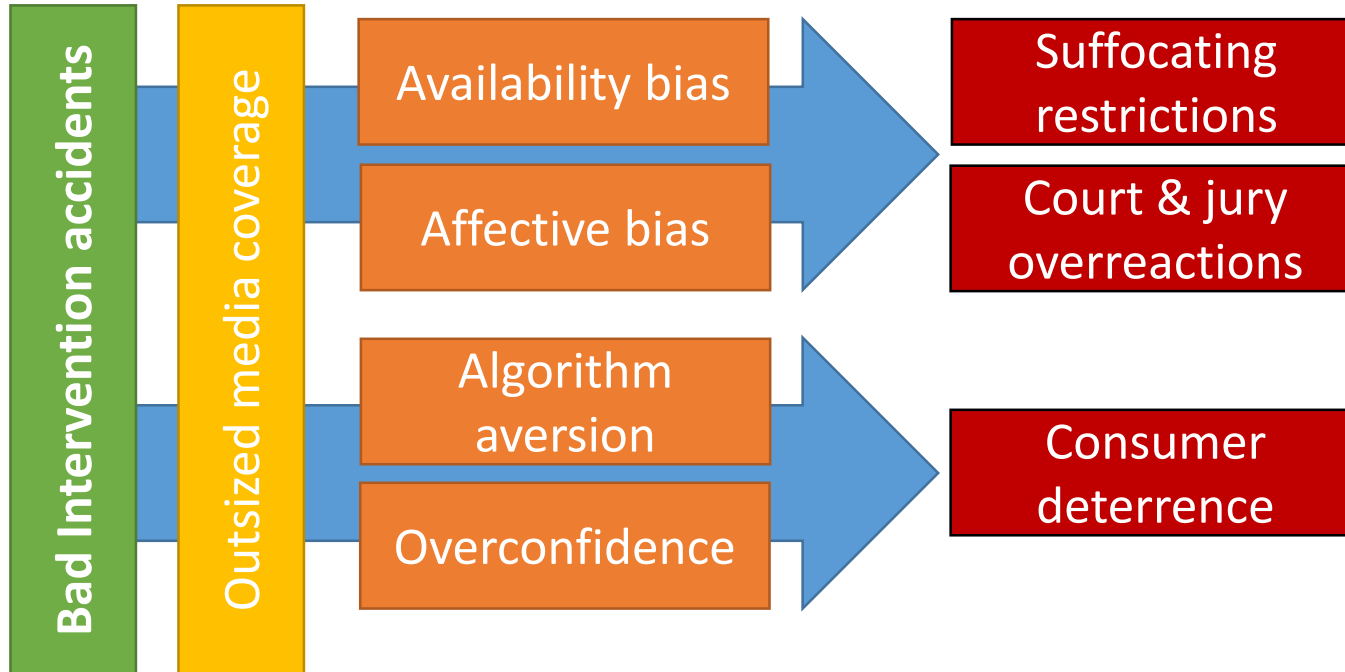 Bad Intervention accidents
Outsized media coverage
Availability bias
Affective bias
Algorithm
aversion
Overconfidence
Suffocating
restrictions
Court & jury
overreactions
Consumer
deterrence